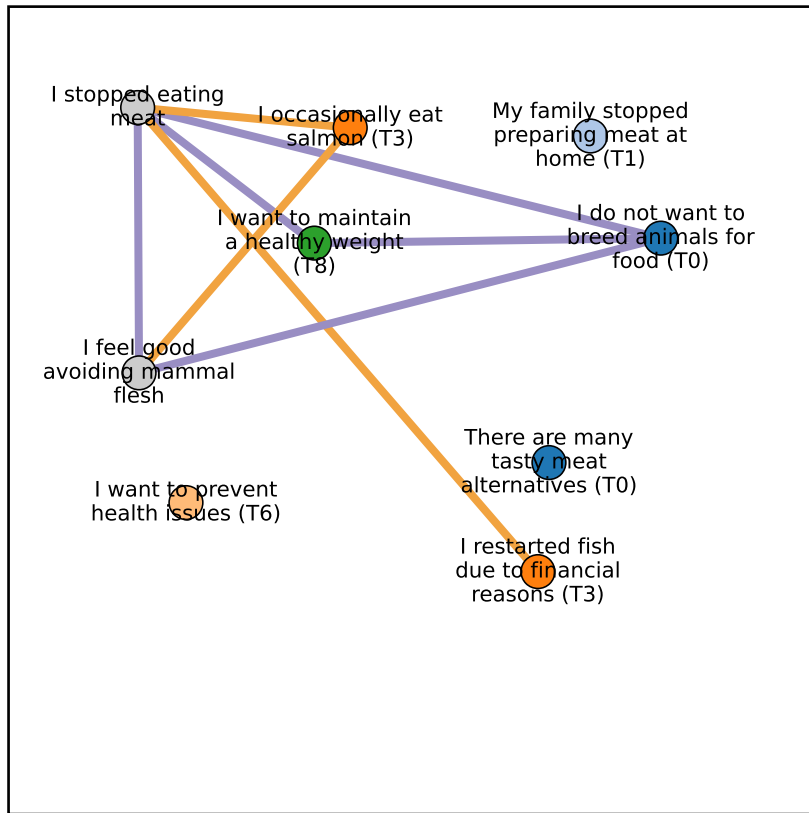 I stopped eating
meat
I occasionally eat
salmon (T3)
My family stopped
preparing meat at
home (T1)
I want to maintain
a healthy weight
(T8)
I do not want to
breed animals for
food (T0)
I feel good
avoiding mammal
flesh
There are many
tasty meat
alternatives (T0)
I want to prevent
health issues (T6)
I restarted fish
due to financial
reasons (T3)